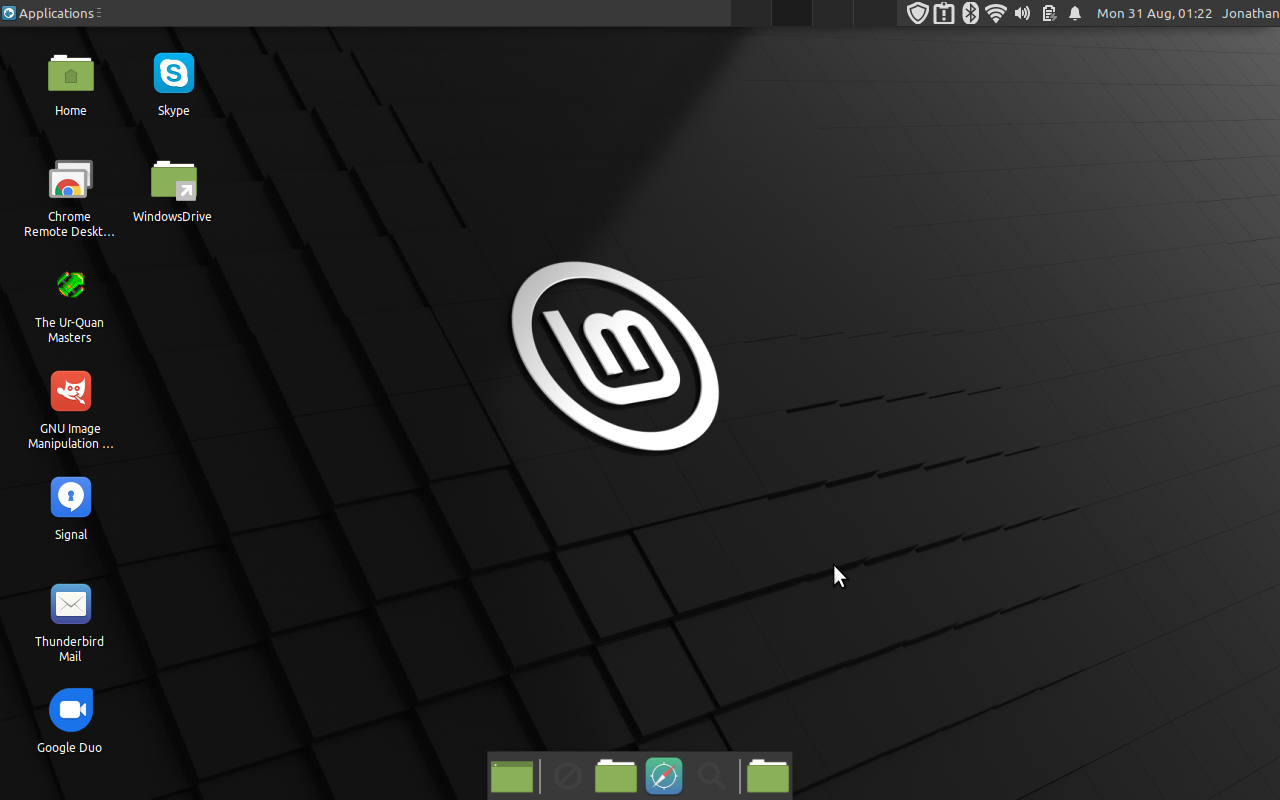 Applications
Mon 31 Aug, 01:22
Jonathan
Home
Skype
Chrome
Remote Deskt...
WindowsDrive
The Ur-Quan
Masters
GNU Image
Manipulation ...
Signal
Thunderbird
Mail
Google Duo